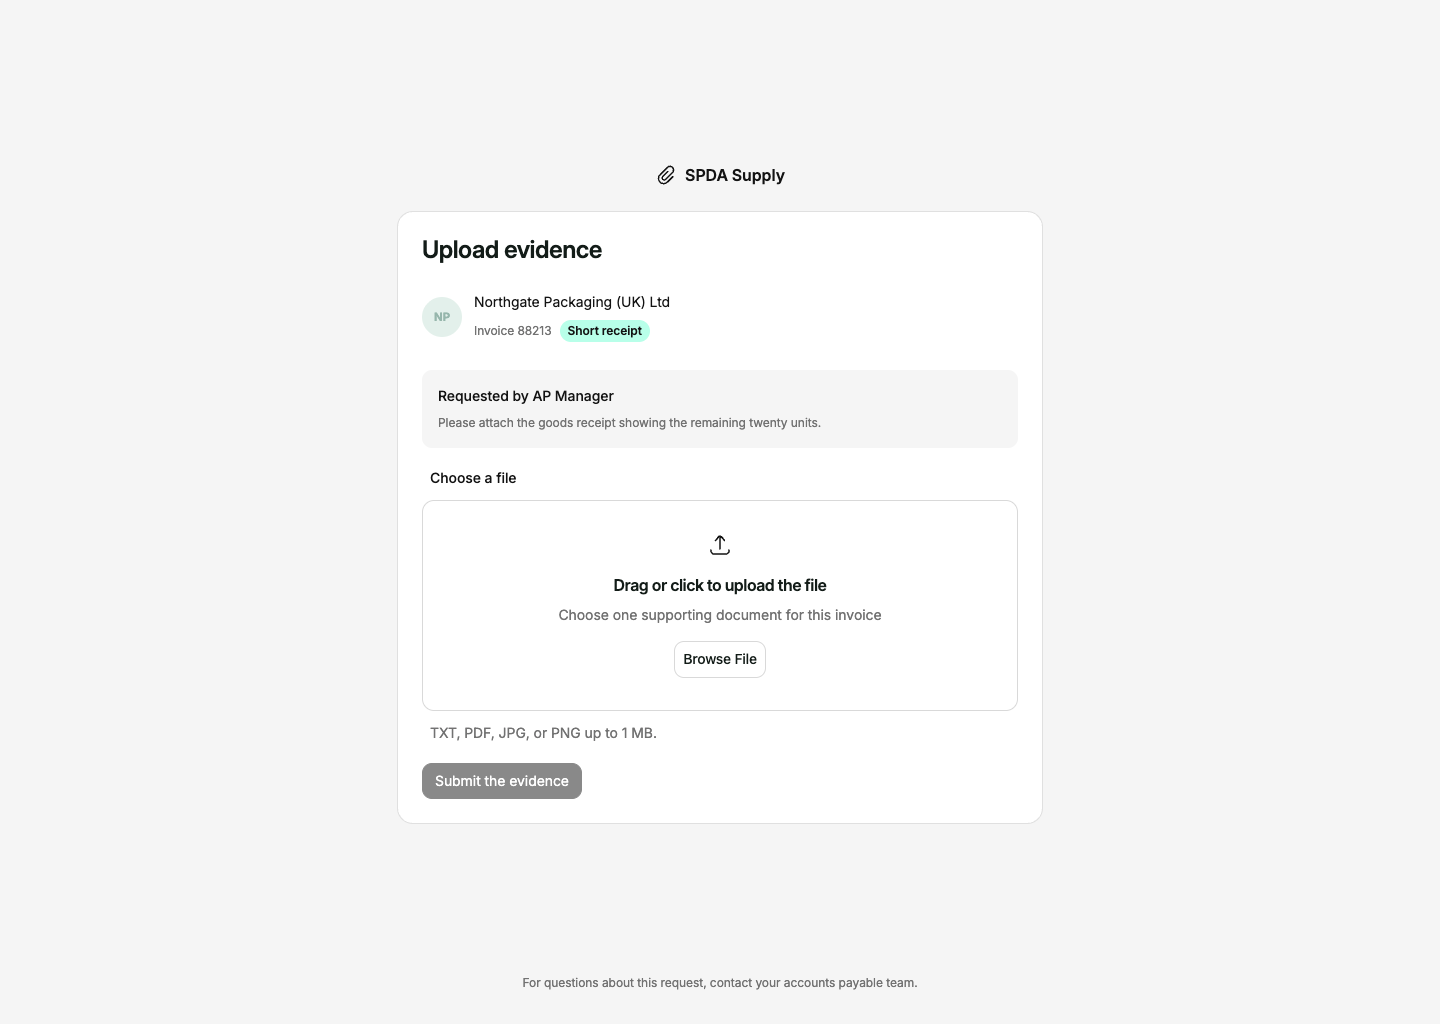 SPDA Supply
Upload evidence
NP
Northgate Packaging (UK) Ltd
Invoice 88213 Short receipt
Requested by AP Manager
Please attach the goods receipt showing the remaining twenty units.
Choose a file
Drag or click to upload the file
Choose one supporting document for this invoice
Browse File
TXT, PDF, JPG, or PNG up to 1 MB.
Submit the evidence
For questions about this request, contact your accounts payable team.